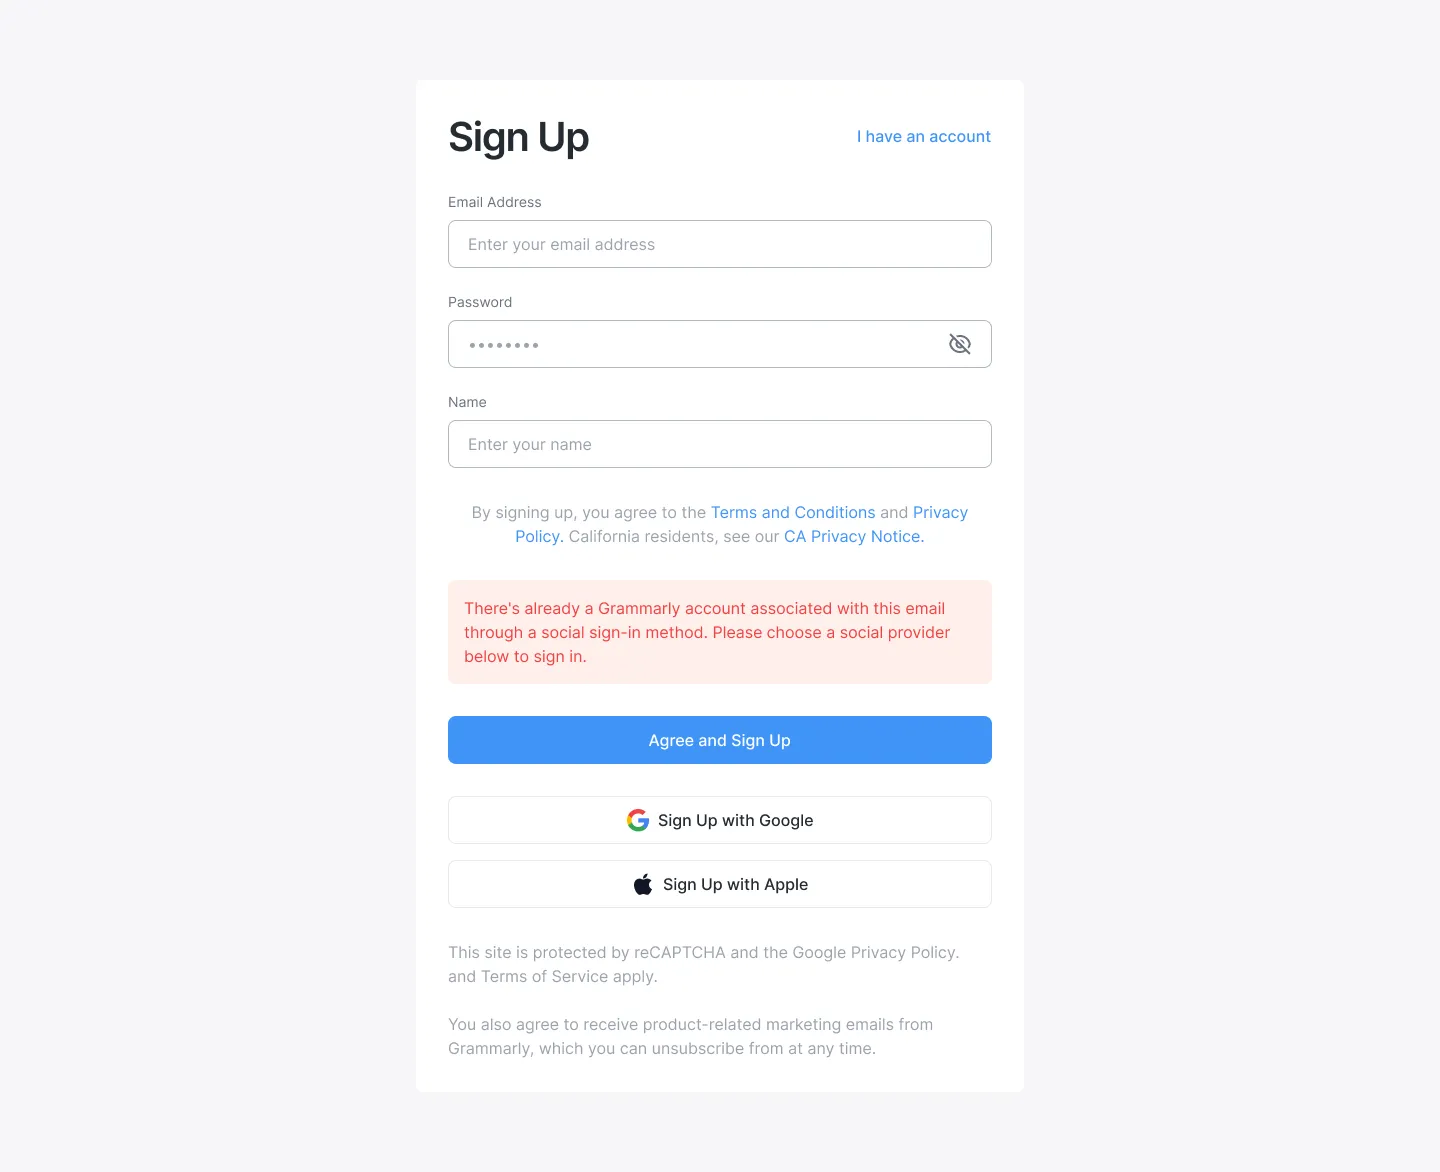 Sign Up
I have an account
Email Address
Enter your email address
Password
••••••••
Name
Enter your name
By signing up, you agree to the Terms and Conditions and Privacy
Policy. California residents, see our CA Privacy Notice.
There's already a Grammarly account associated with this email
through a social sign-in method. Please choose a social provider
below to sign in.
Agree and Sign Up
Sign Up with Google
Sign Up with Apple
This site is protected by reCAPTCHA and the Google Privacy Policy.
and Terms of Service apply.
You also agree to receive product-related marketing emails from
Grammarly, which you can unsubscribe from at any time.